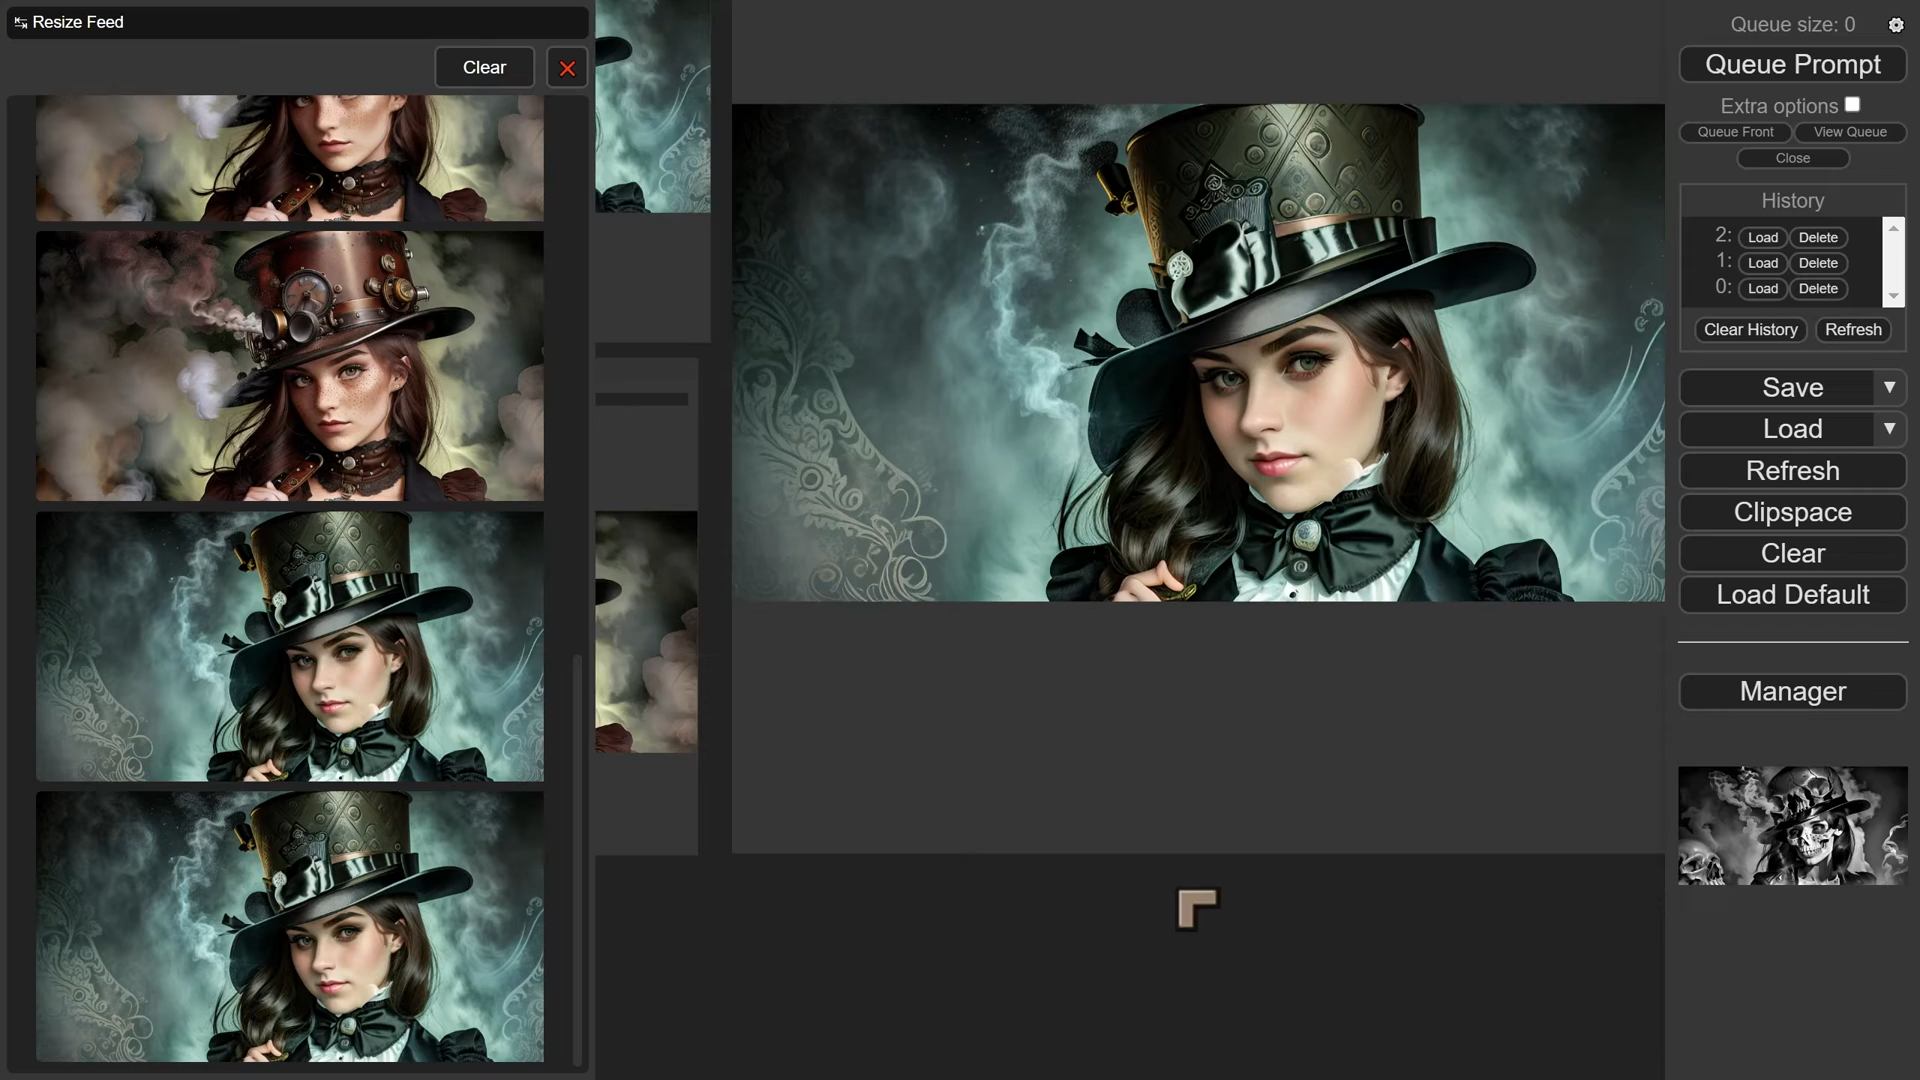 Resize Feed
Clear
Queue size: 0
Queue Prompt
Extra options
Queue Front View Queue
Close
History
2: Load Delete
1: Load Delete
0: Load Delete
Clear History Refresh
Save ▼
Load ▼
Refresh
Clipspace
Clear
Load Default
Manager